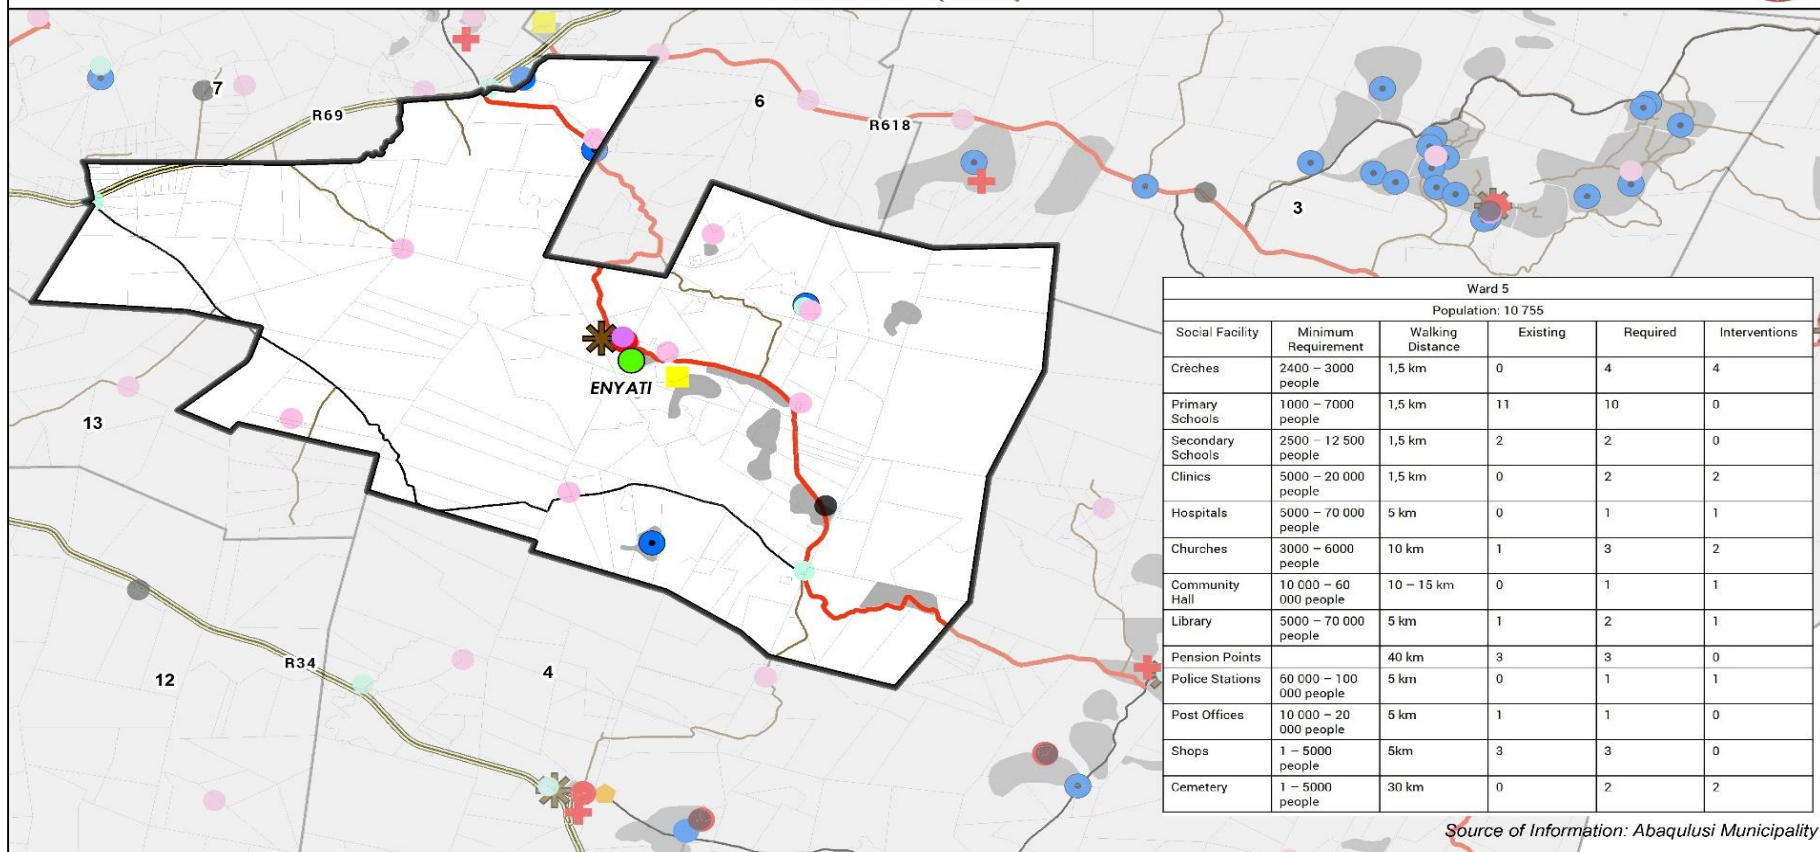 7
R69
6
R618
3
ENYATI
13
12
R34
4
Ward 5
Population: 10 755
Social Facility Minimum Requirement Walking Distance Existing Required Interventions
Crèches 2400 – 3000 people 1,5 km 0 4 4
Primary Schools 1000 – 7000 people 1,5 km 11 10 0
Secondary Schools 2500 – 12 500 people 1,5 km 2 2 0
Clinics 5000 – 20 000 people 1,5 km 0 2 2
Hospitals 5000 – 70 000 people 5 km 0 1 1
Churches 3000 – 6000 people 10 km 1 3 2
Community Hall 10 000 – 60 000 people 10 – 15 km 0 1 1
Library 5000 – 70 000 people 5 km 1 2 1
Pension Points 40 km 3 3 0
Police Stations 60 000 – 100 000 people 5 km 0 1 1
Post Offices 10 000 – 20 000 people 5 km 1 1 0
Shops 1 – 5000 people 5km 3 3 0
Cemetery 1 – 5000 people 30 km 0 2 2
Source of Information: Abaqulusi Municipality